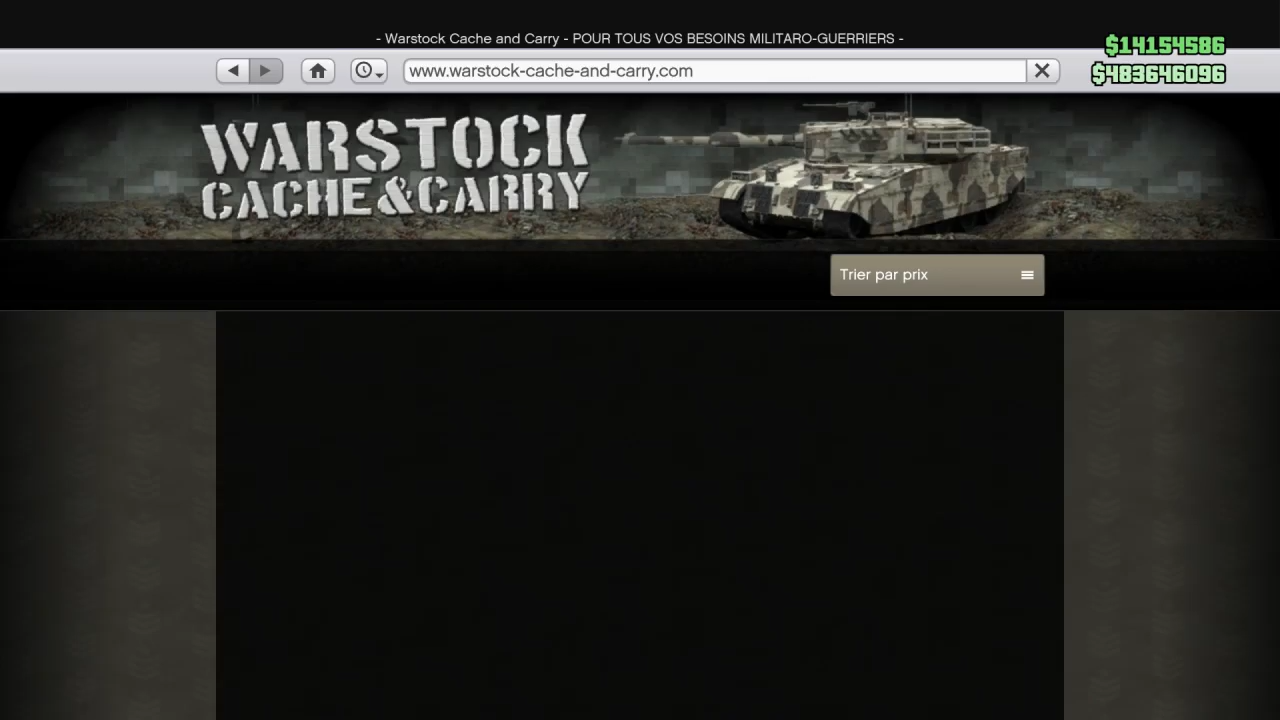 - Warstock Cache and Carry - POUR TOUS VOS BESOINS MILITARO-GUERRIERS -
$14154586
www.warstock-cache-and-carry.com
$483646096
WARSTOCK
CACHE&CARRY
Trier par prix